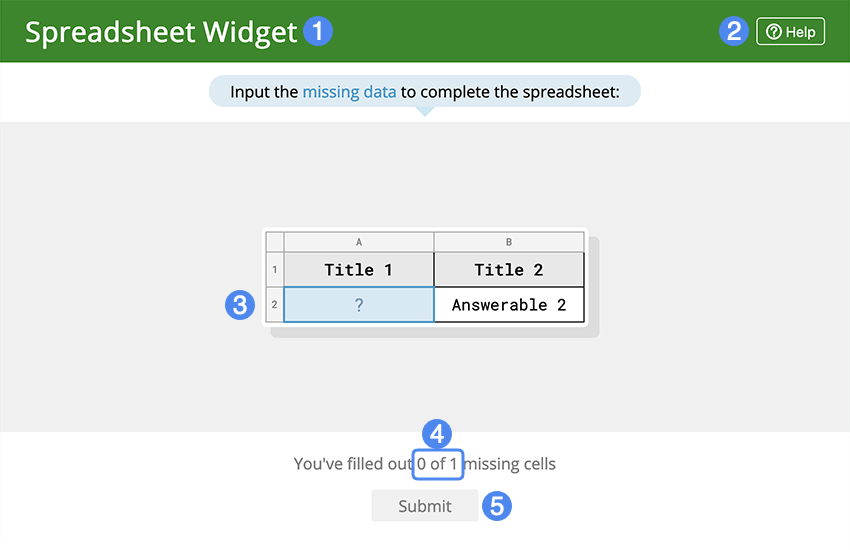 Spreadsheet Widget 1
2 Help
Input the missing data to complete the spreadsheet:
A B
1 Title 1 Title 2
3 2 ? Answerable 2
4
You've filled out 0 of 1 missing cells
Submit 5